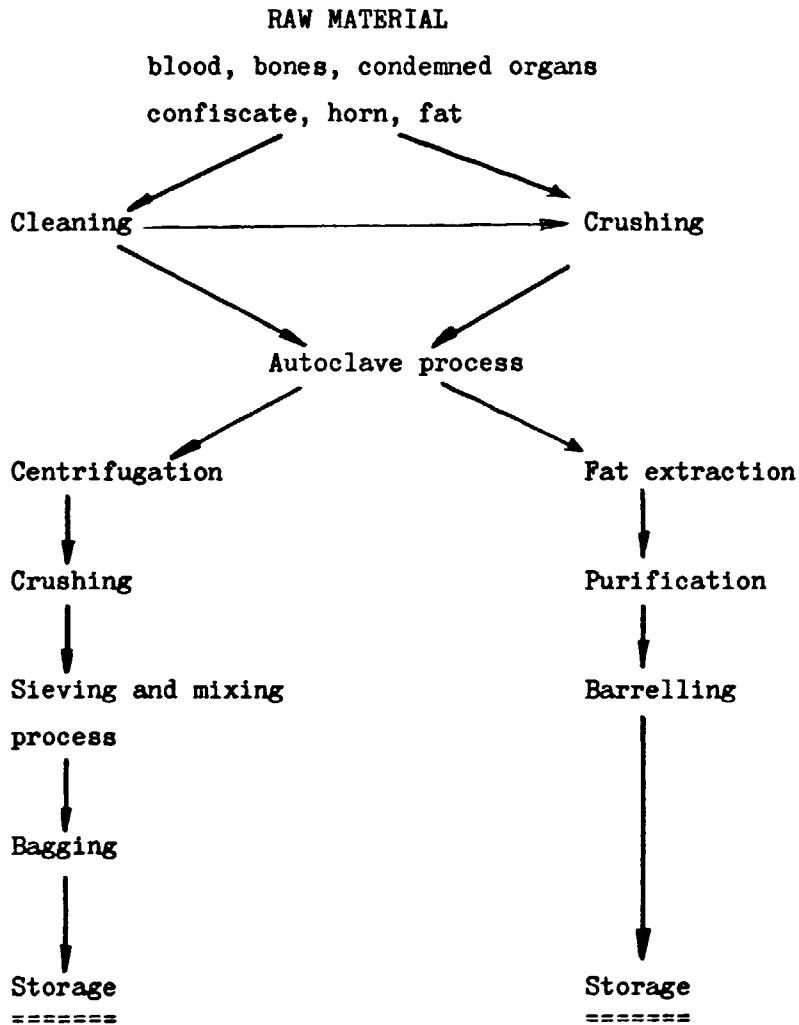 RAW MATERIAL
blood, bones, condemned organs
confiscate, horn, fat
Cleaning
Crushing
Autoclave process
Centrifugation
Fat extraction
Crushing
Purification
Sieving and mixing
process
Barrelling
Bagging
Storage
=======
Storage
=======